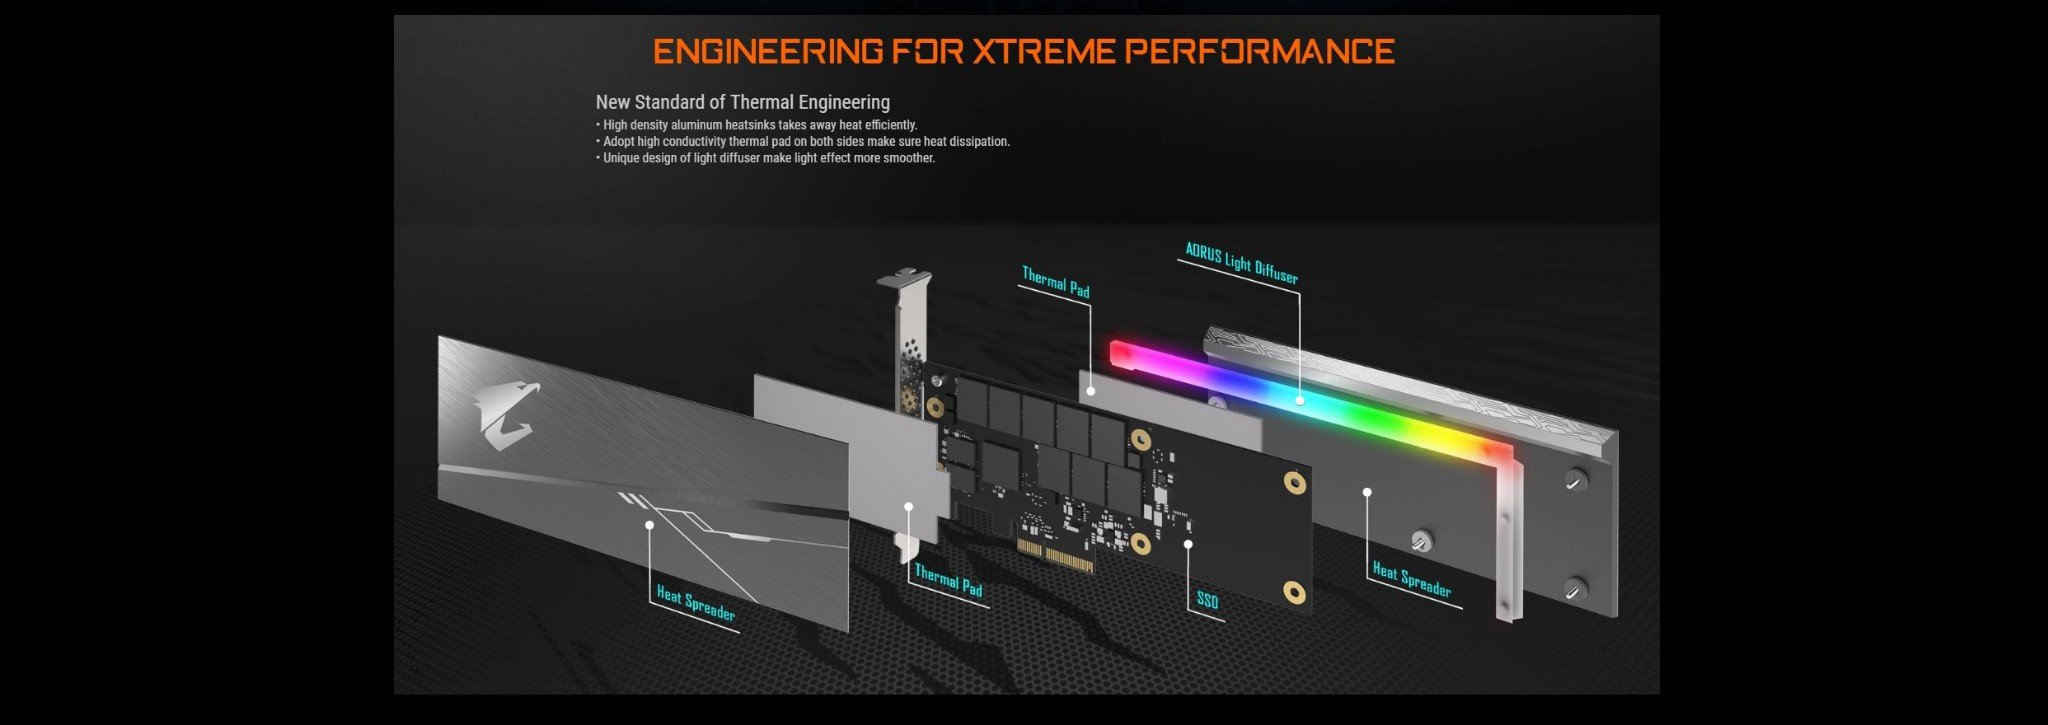 ENGINEERING FOR XTREME PERFORMANCE
New Standard of Thermal Engineering
• High density aluminum heatsinks takes away heat efficiently.
• Adopt high conductivity thermal pad on both sides make sure heat dissipation.
• Unique design of light diffuser make light effect more smoother.
AORUS Light Diffuser
Thermal Pad
Heat Spreader
Thermal Pad
SSD
Heat Spreader